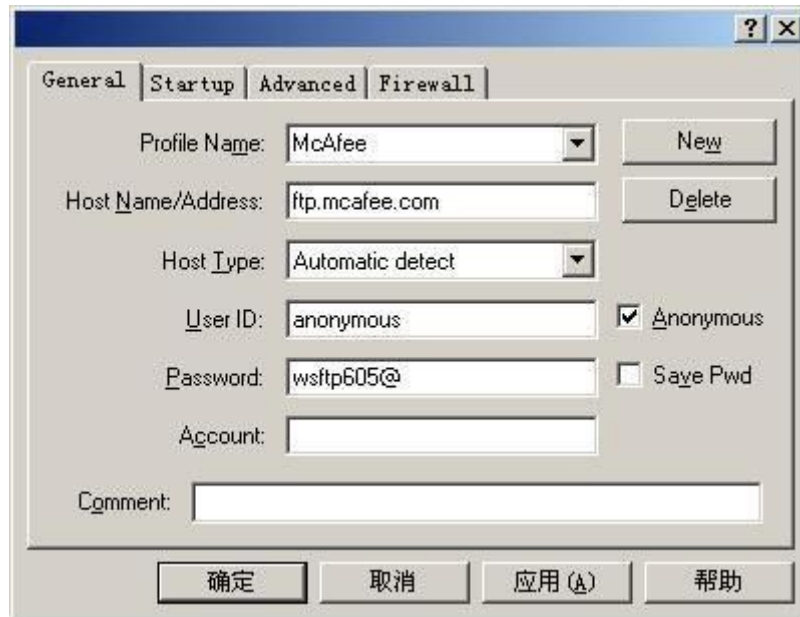 General Startup Advanced Firewall
Profile Name: McAfee New
Host Name/Address: ftp.mcafee.com Delete
Host Type: Automatic detect
User ID: anonymous Anonymous
Password: wsftp605@ Save Pwd
Account:
Comment:
确定 取消 应用(A) 帮助